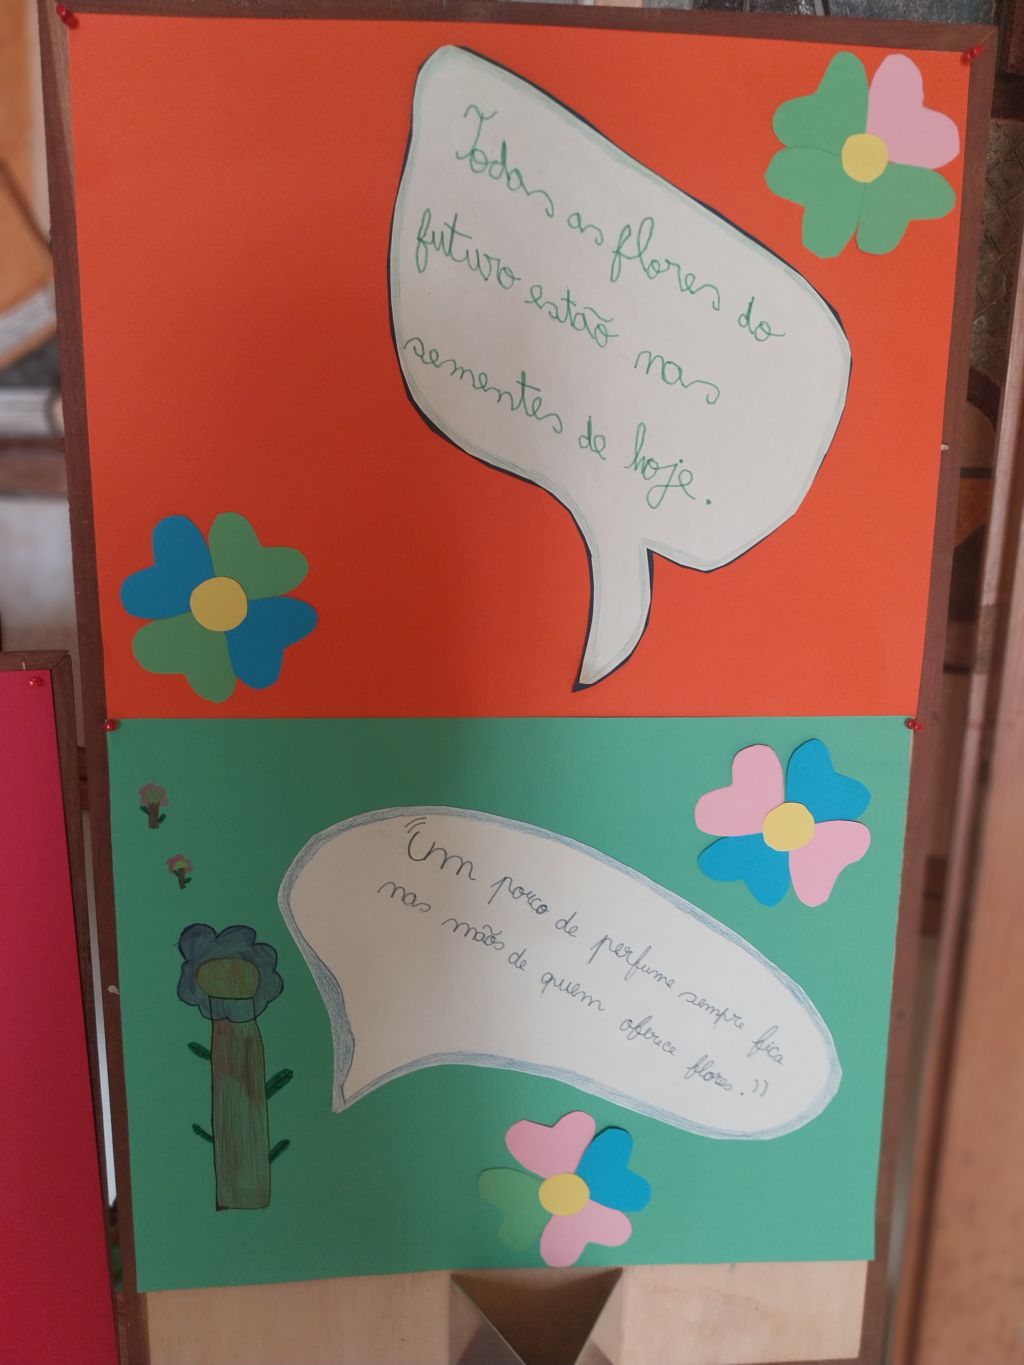 Todas as flores do
futuro estão nas
sementes de hoje.
"Um pouco de perfume sempre fica
nas mãos de quem oferece flores."